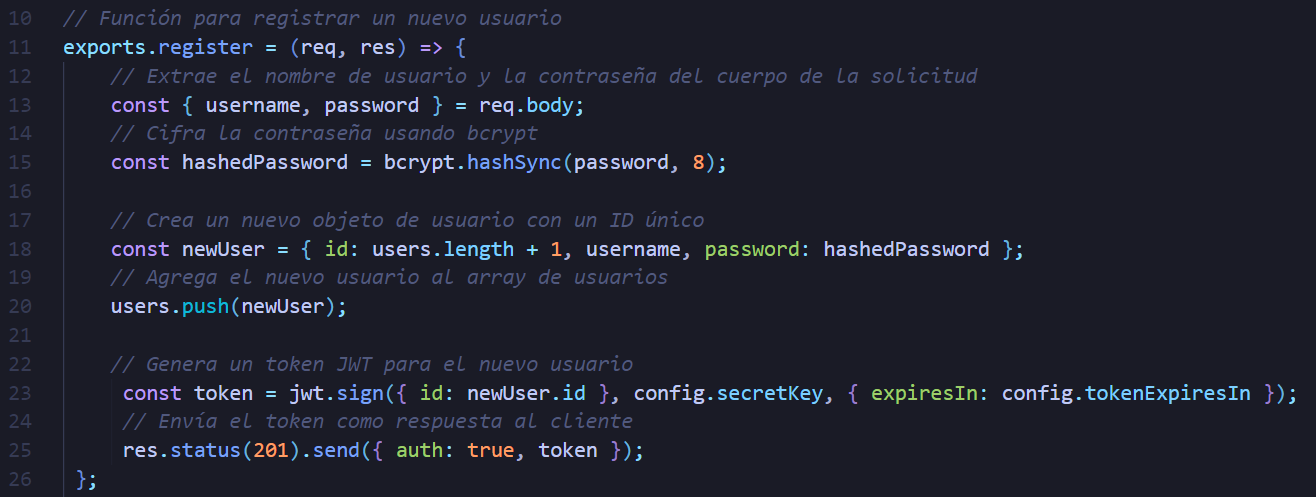 10 // Función para registrar un nuevo usuario
11 exports.register = (req, res) => {
12 // Extrae el nombre de usuario y la contraseña del cuerpo de la solicitud
13 const { username, password } = req.body;
14 // Cifra la contraseña usando bcrypt
15 const hashedPassword = bcrypt.hashSync(password, 8);
16
17 // Crea un nuevo objeto de usuario con un ID único
18 const newUser = { id: users.length + 1, username, password: hashedPassword };
19 // Agrega el nuevo usuario al array de usuarios
20 users.push(newUser);
21
22 // Genera un token JWT para el nuevo usuario
23 const token = jwt.sign({ id: newUser.id }, config.secretKey, { expiresIn: config.tokenExpiresIn });
24 // Envía el token como respuesta al cliente
25 res.status(201).send({ auth: true, token });
26 };